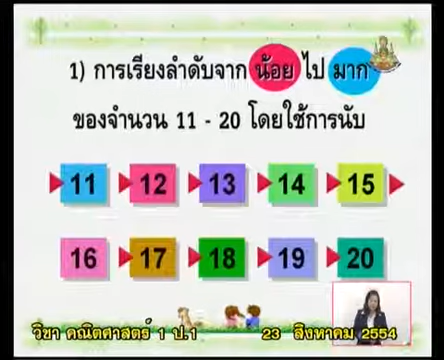 1) การเรียงลำดับจาก น้อย ไป มาก
ของจำนวน 11 - 20 โดยใช้การนับ
11 12 13 14 15
16 17 18 19 20
วิชา คณิตศาสตร์ 1 ป.1 23 สิงหาคม 2554